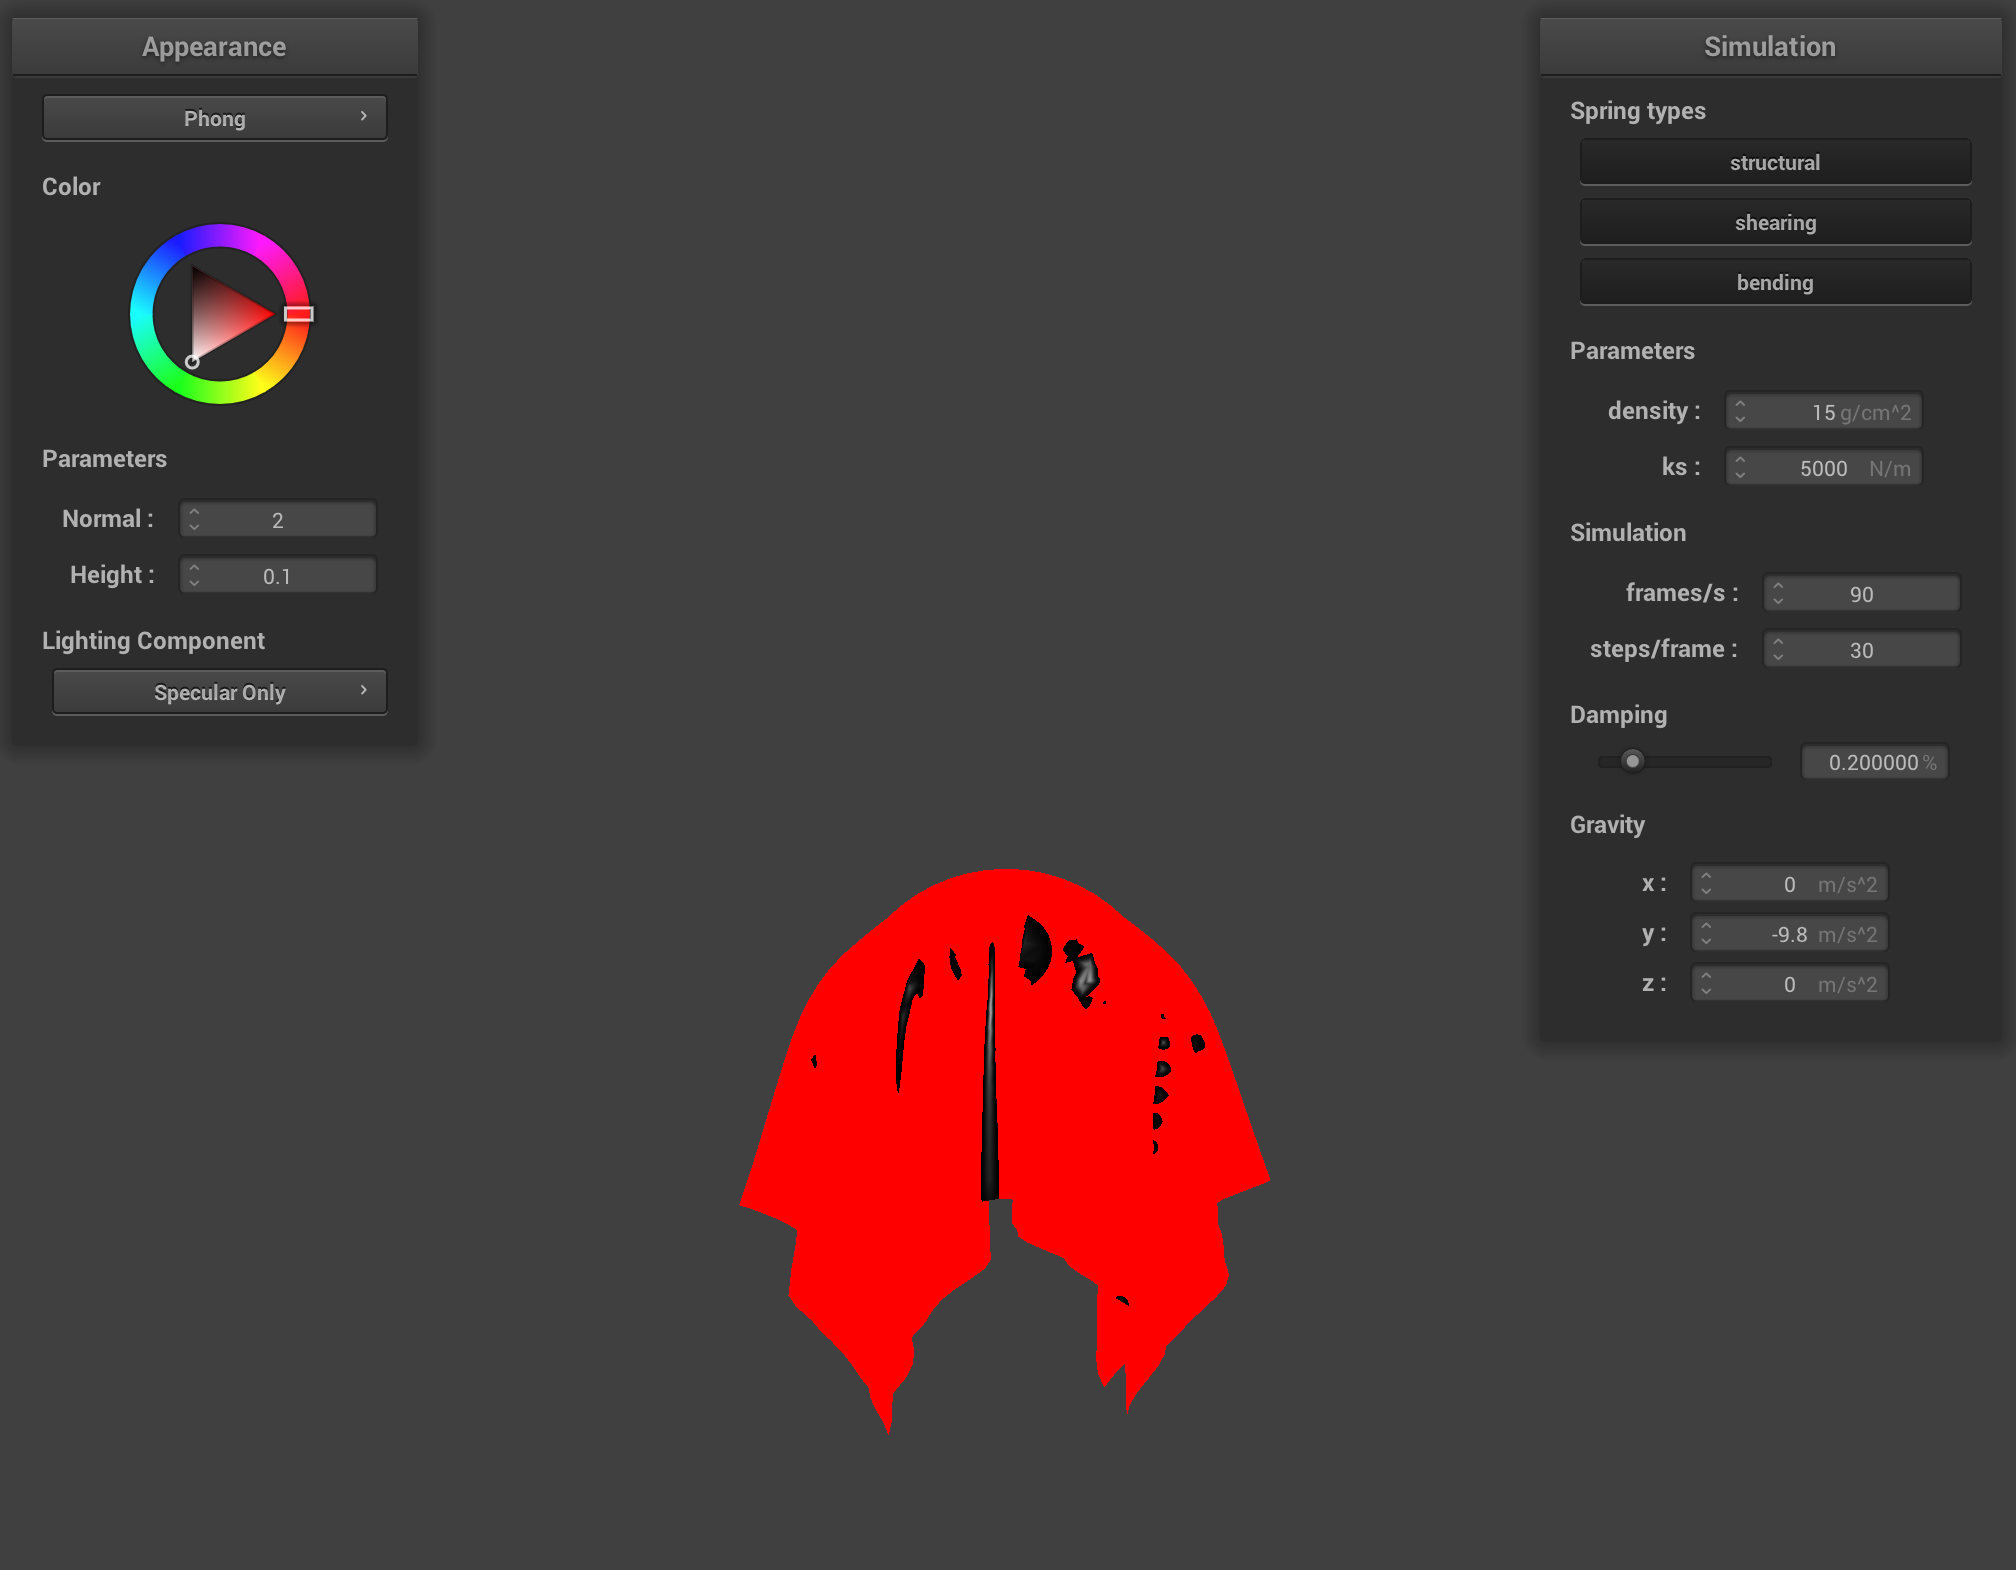 Appearance
Phong
Color
Parameters
Normal :
2
Height :
0.1
Lighting Component
Specular Only
Simulation
Spring types
structural
shearing
bending
Parameters
density :
15 g/cm^2
ks :
5000 N/m
Simulation
frames/s :
90
steps/frame :
30
Damping
0.200000 %
Gravity
x :
0 m/s^2
y :
-9.8 m/s^2
z :
0 m/s^2